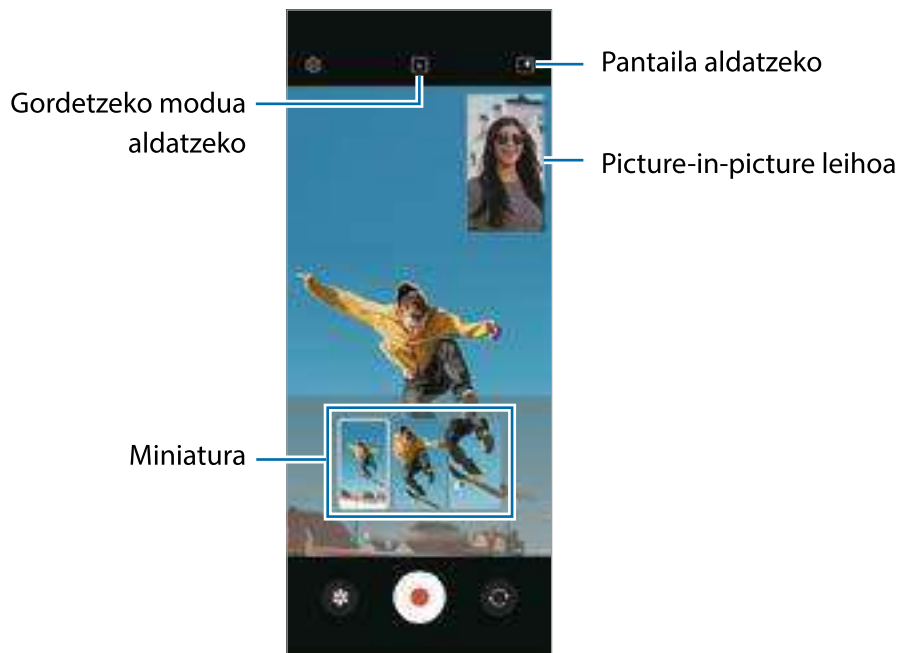 Pantaila aldatzeko
Gordetzeko modua
aldatzeko
Picture-in-picture leihoa
Miniatura